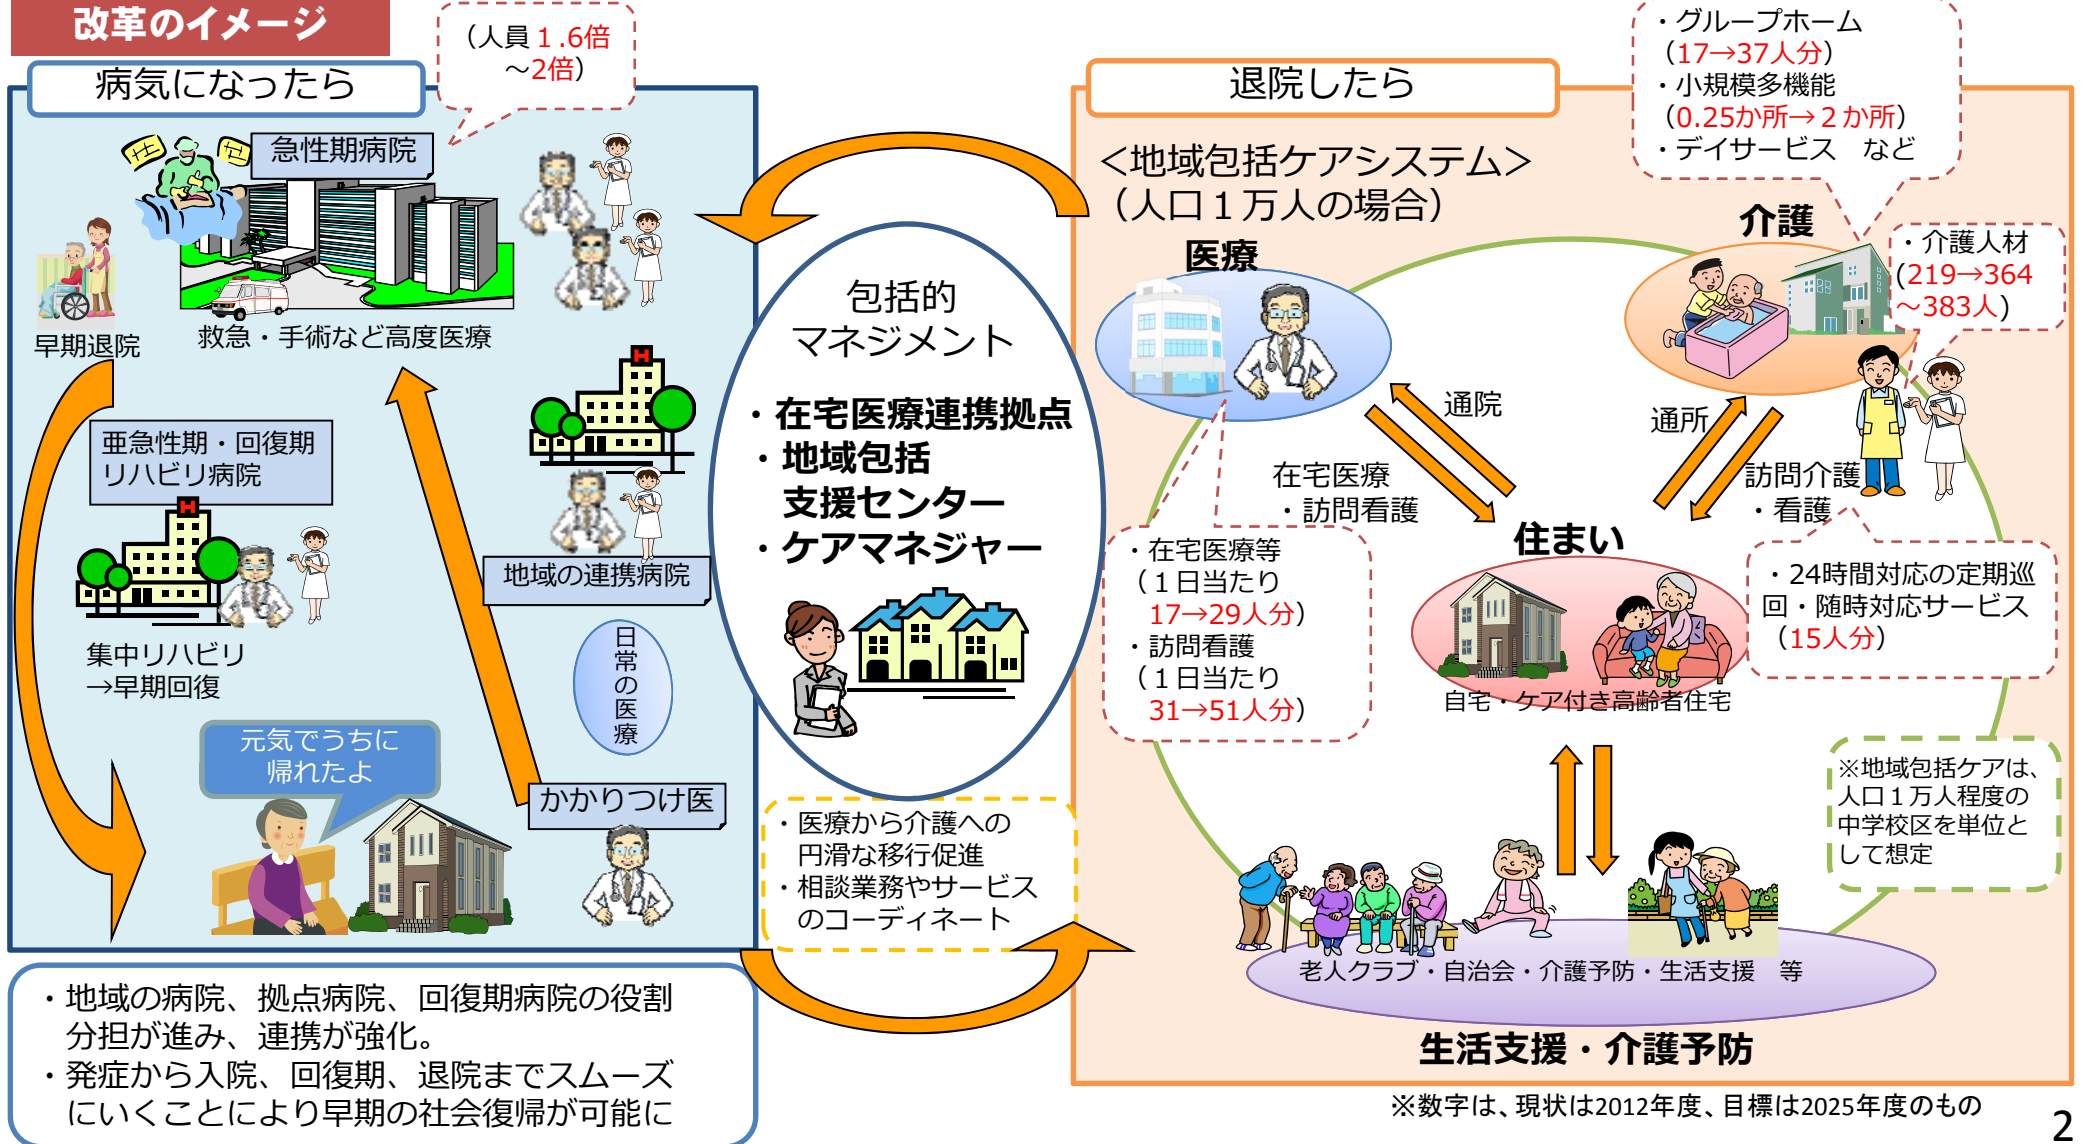 改革のイメージ
病気になったら
（人員１.6倍
～2倍）
急性期病院
救急・手術など高度医療
早期退院
亜急性期・回復期
リハビリ病院
集中リハビリ
→早期回復
地域の連携病院
日常の医療
元気でうちに
帰れたよ
かかりつけ医
・地域の病院、拠点病院、回復期病院の役割
分担が進み、連携が強化。
・発症から入院、回復期、退院までスムーズ
にいくことにより早期の社会復帰が可能に
包括的
マネジメント
・在宅医療連携拠点
・地域包括
支援センター
・ケアマネジャー
・医療から介護への
円滑な移行促進
・相談業務やサービス
のコーディネート
退院したら
＜地域包括ケアシステム＞
（人口１万人の場合）
・グループホーム
（17→37人分）
・小規模多機能
（0.25か所→２か所）
・デイサービス　など
医療
介護
・介護人材
（219→364
～383人）
通院
通所
在宅医療
・訪問看護
訪問介護
・看護
・在宅医療等
（１日当たり
17→29人分）
・訪問看護
（１日当たり
31→51人分）
住まい
自宅・ケア付き高齢者住宅
・24時間対応の定期巡
回・随時対応サービス
（15人分）
※地域包括ケアは、
人口１万人程度の
中学校区を単位と
して想定
老人クラブ・自治会・介護予防・生活支援　等
生活支援・介護予防
※数字は、現状は2012年度、目標は2025年度のもの
2